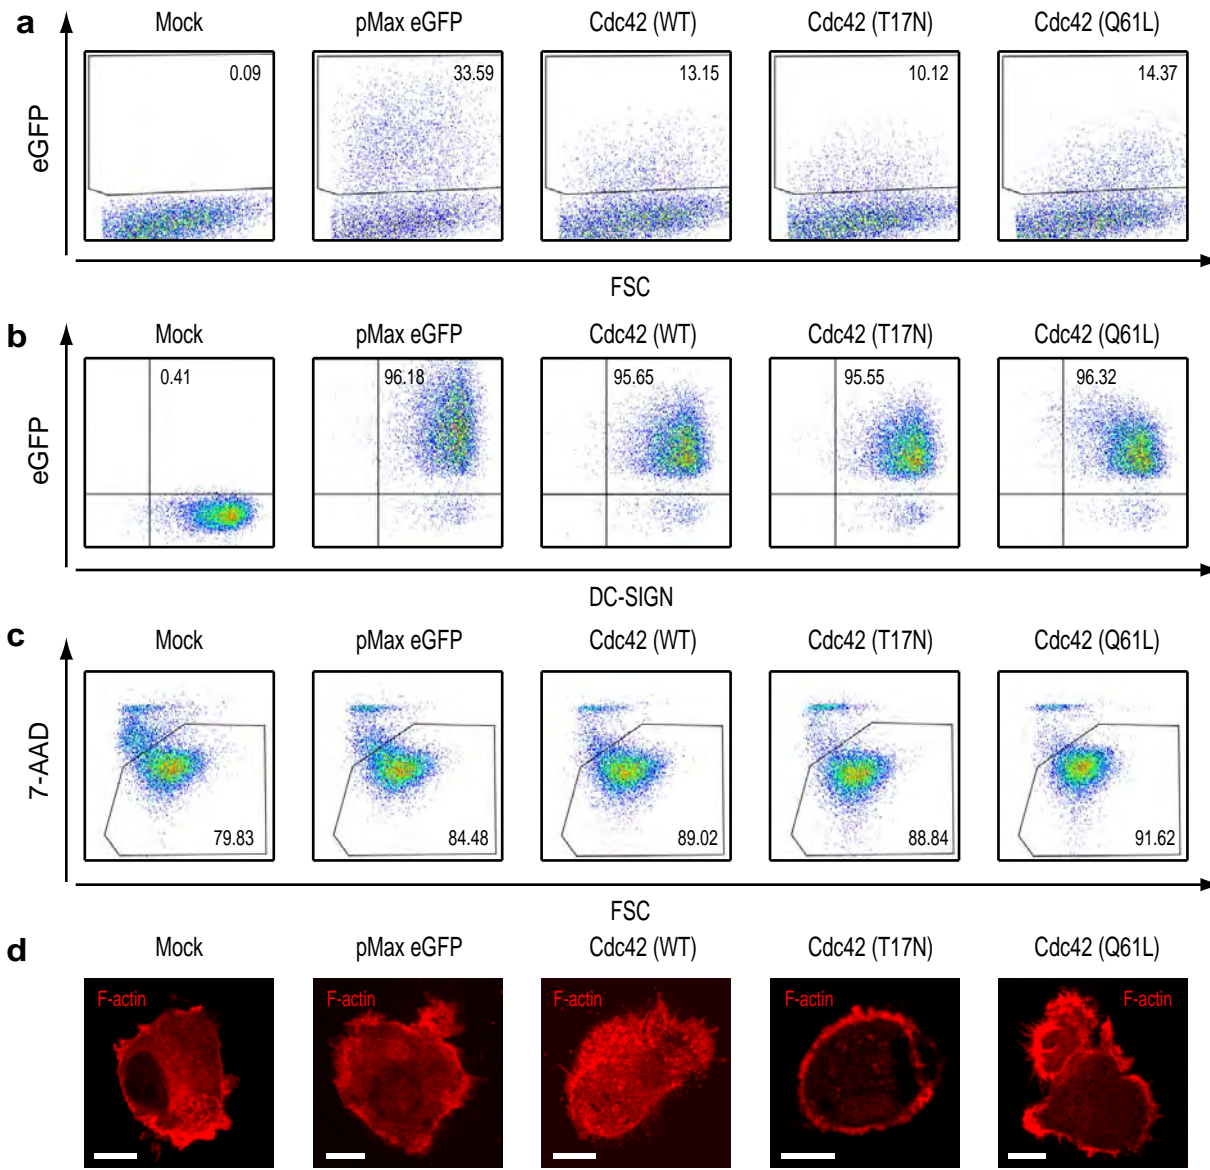 a
Mock pMax eGFP Cdc42 (WT) Cdc42 (T17N) Cdc42 (Q61L)
0.09 33.59 13.15 10.12 14.37
eGFP
FSC
b
Mock pMax eGFP Cdc42 (WT) Cdc42 (T17N) Cdc42 (Q61L)
0.41 96.18 95.65 95.55 96.32
eGFP
DC-SIGN
c
Mock pMax eGFP Cdc42 (WT) Cdc42 (T17N) Cdc42 (Q61L)
7-AAD
79.83 84.48 89.02 88.84 91.62
FSC
d
Mock pMax eGFP Cdc42 (WT) Cdc42 (T17N) Cdc42 (Q61L)
F-actin F-actin F-actin F-actin F-actin